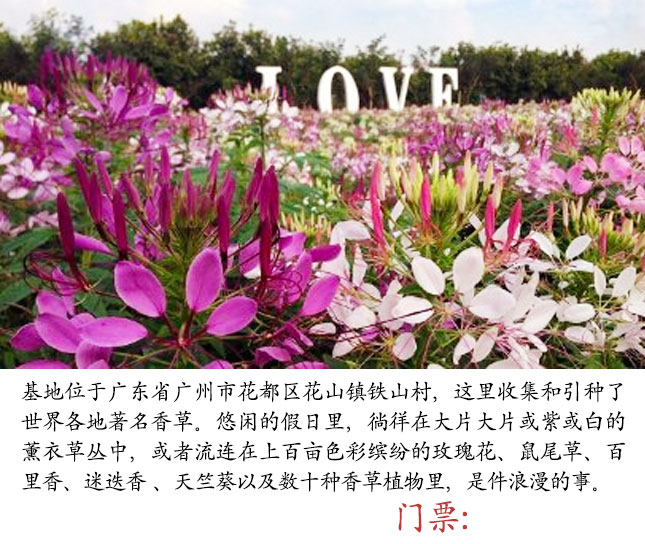 LOVE
基地位于广东省广州市花都区花山镇铁山村，这里收集和引种了
世界各地著名香草。悠闲的假日里，徜徉在大片大片或紫或白的
薰衣草丛中，或者流连在上百亩色彩缤纷的玫瑰花、鼠尾草、百
里香、迷迭香、天竺葵以及数十种香草植物里，是件浪漫的事。
门票: